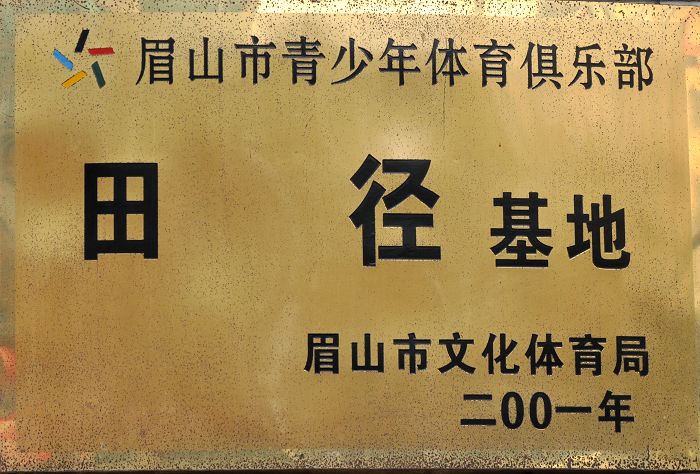 眉山市青少年体育俱乐部
田径基地
眉山市文化体育局
二00一年